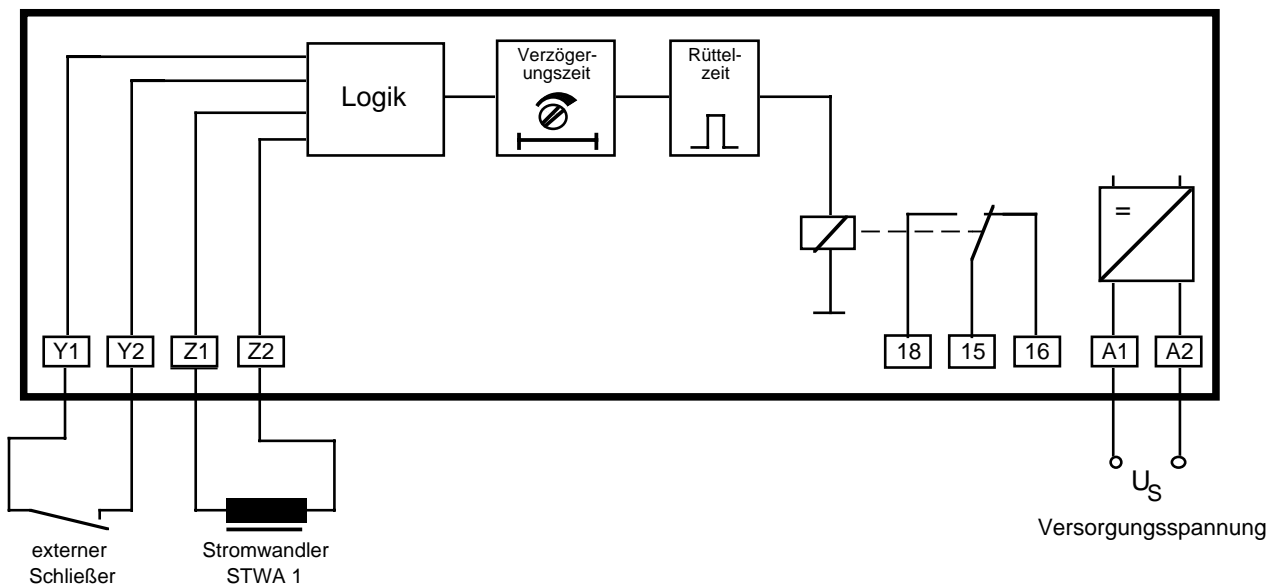 Logik
Verzöger-
ungszeit
Rüttel-
zeit
=
Y1
Y2
Z1
Z2
18
15
16
A1
A2
US
Versorgungsspannung
externer
Schließer
Stromwandler
STWA 1